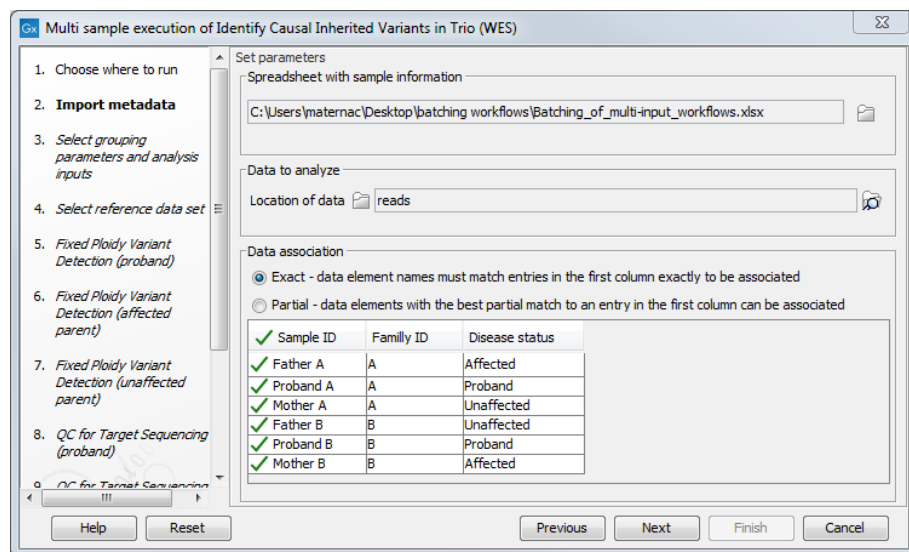 Gx Multi sample execution of Identify Causal Inherited Variants in Trio (WES)
1. Choose where to run
2. Import metadata
3. Select grouping
parameters and analysis
inputs
4. Select reference data set
5. Fixed Ploidy Variant
Detection (proband)
6. Fixed Ploidy Variant
Detection (affected
parent)
7. Fixed Ploidy Variant
Detection (unaffected
parent)
8. QC for Target Sequencing
(proband)
9. QC for Target Sequencing
Set parameters
Spreadsheet with sample information
C:\Users\maternac\Desktop\batching workflows\Batching_of_multi-input_workflows.xlsx
Data to analyze
Location of data reads
Data association
Exact - data element names must match entries in the first column exactly to be associated
Partial - data elements with the best partial match to an entry in the first column can be associated
Sample ID Familly ID Disease status
Father A A Affected
Proband A A Proband
Mother A A Unaffected
Father B B Unaffected
Proband B B Proband
Mother B B Affected
Help Reset Previous Next Finish Cancel